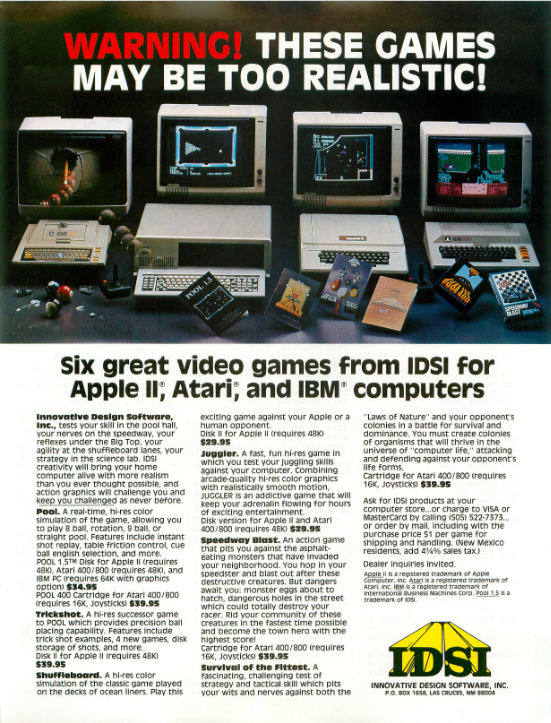 WARNING! THESE GAMES
MAY BE TOO REALISTIC!
POOL 1.5
SPEEDWAY
BLAST
Six great video games from IDSI for
Apple II®, Atari®, and IBM® computers
Innovative Design Software,
Inc., tests your skill in the pool hall,
your nerves on the speedway, your
reflexes under the Big Top, your
agility at the shuffleboard lanes, your
strategy in the science lab. IDSI
creativity will bring your home
computer alive with more realism
than you ever thought possible, and
action graphics will challenge you and
keep you challenged as never before.
Pool. A real-time, hi-res color
simulation of the game, allowing you
to play 8 ball, rotation, 9 ball, or
straight pool. Features include instant
shot replay, table friction control, cue
ball english selection, and more.
POOL 1.5™ Disk for Apple II (requires
48K), Atari 400/800 (requires 48K), and
IBM PC (requires 64K with graphics
option) $34.95
POOL 400 Cartridge for Atari 400/800
(requires 16K, Joysticks) $39.95
Trickshot. A hi-res successor game
to POOL which provides precision ball
placing capability. Features include
trick shot examples, 4 new games, disk
storage of shots, and more.
Disk II for Apple II (requires 48K)
$39.95
Shuffleboard. A hi-res color
simulation of the classic game played
on the decks of ocean liners. Play this
exciting game against your Apple or a
human opponent.
Disk II for Apple II (requires 48K)
$29.95
Juggler. A fast, fun hi-res game in
which you test your juggling skills
against your computer. Combining
arcade-quality hi-res color graphics
with realistically smooth motion,
JUGGLER is an addictive game that will
keep your adrenalin flowing for hours
of exciting entertainment.
Disk version for Apple II and Atari
400/800 (requires 48K) $29.95
Speedway Blast. An action game
that pits you against the asphalt-
eating monsters that have invaded
your neighborhood. You hop in your
speedster and blast out after these
destructive creatures. But dangers
await you: monster eggs about to
hatch, dangerous holes in the street
which could totally destroy your
racer. Rid your community of these
creatures in the fastest time possible
and become the town hero with the
highest score!
Cartridge for Atari 400/800 (requires
16K, Joysticks) $39.95
Survival of the Fittest. A
fascinating, challenging test of
strategy and tactical skill which pits
your wits and nerves against both the
"Laws of Nature" and your opponent's
colonies in a battle for survival and
dominance. You must create colonies
of organisms that will thrive in the
universe of "computer life," attacking
and defending against your opponent's
life forms.
Cartridge for Atari 400/800 (requires
16K, joysticks) $39.95
Ask for IDSI products at your
computer store...or charge to VISA or
MasterCard by calling (505) 522-7373...
or order by mail, including with the
purchase price $1 per game for
shipping and handling. (New Mexico
residents, add 4⅛% sales tax.)
Dealer inquiries invited.
Apple II is a registered trademark of Apple
Computer, Inc. Atari is a registered trademark of
Atari, Inc. IBM is a registered trademark of
International Business Machines Corp. Pool 1.5 is a
trademark of IDSI.
IDSI
INNOVATIVE DESIGN SOFTWARE, INC.
P.O. BOX 1658, LAS CRUCES, NM 88004